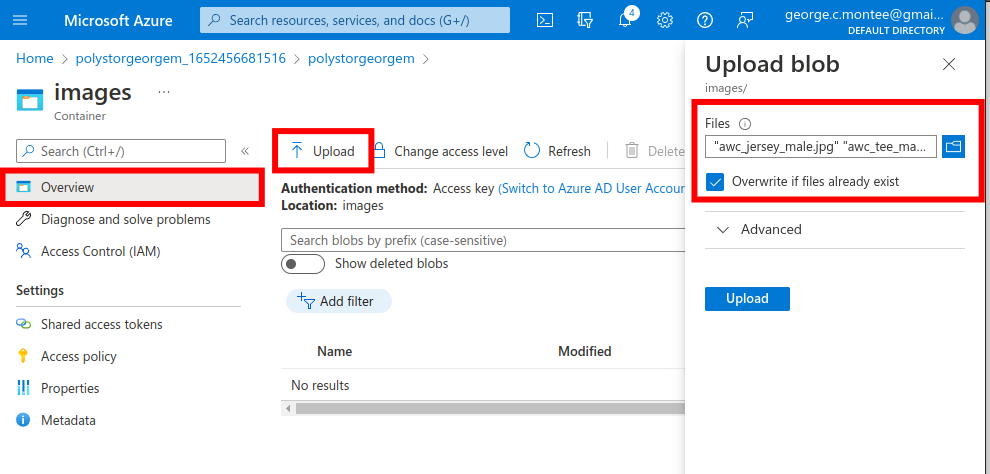 Microsoft Azure
Search resources, services, and docs (G+/)
4
george.c.montee@gmai...
DEFAULT DIRECTORY
Home > polystorgeorgem_1652456681516 > polystorgeorgem >
images ...
Container
Search (Ctrl+/)
«
Overview
Diagnose and solve problems
Access Control (IAM)
Settings
Shared access tokens
Access policy
Properties
Metadata
Upload
Change access level
Refresh
Delete
Authentication method: Access key (Switch to Azure AD User Accour
Location: images
Search blobs by prefix (case-sensitive)
Show deleted blobs
Add filter
Name Modified
No results
Upload blob
images/
Files
"awc_jersey_male.jpg" "awc_tee_ma...
Overwrite if files already exist
Advanced
Upload